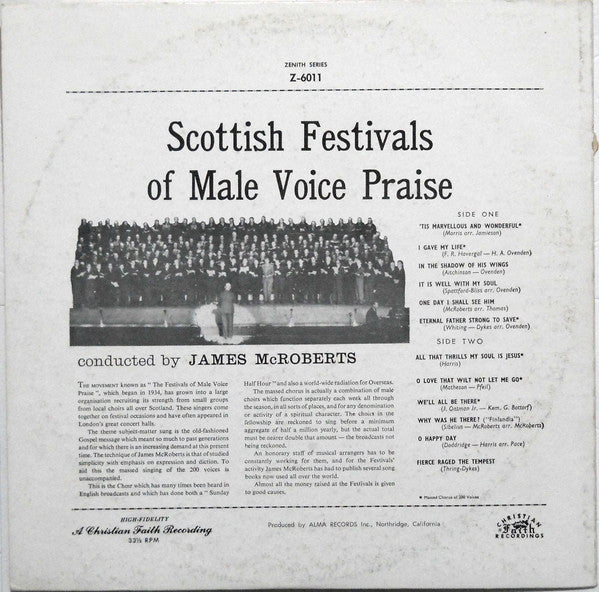 ZENITH SERIES
Z-6011
Scottish Festivals
of Male Voice Praise
conducted by JAMES McROBERTS
THE MOVEMENT known as " The Festivals of Male Voice
Praise ", which began in 1934, has grown into a large
organisation recruiting its strength from small groups
from local choirs all over Scotland. These singers come
together on festival occasions and have often appeared in
London's great concert halls.
The theme subject-matter sung is the old-fashioned
Gospel message which meant so much to past generations
and for which there is an increasing demand at this present
time. The technique of James McRoberts is that of studied
simplicity with emphasis on expression and diction. To
aid this the massed singing of the 200 voices is
unaccompanied.
This is the Choir which has many times been heard in
English broadcasts and which has done both a " Sunday
Half Hour " and also a world-wide radiation for Overseas.
The massed chorus is actually a combination of male
choirs which function separately each week all through
the season, in all sorts of places, and for any denomination
activity of a spiritual character. The choirs in the
fellowship are reckoned to sing before a minimum
aggregate of half a million yearly, but the actual total
must be nearer double that amount — the broadcasts not
being reckoned.
An honorary staff of musical arrangers has to be
constantly working for them, and for the Festivals'
activity James McRoberts has had to publish several song
books now used all over the world.
Almost all the money raised at the Festivals is given
to good causes.
SIDE ONE
'TIS MARVELLOUS AND WONDERFUL*
(Morris arr. Jamieson)
I GAVE MY LIFE*
(F. R. Havergal — H. A. Ovenden)
IN THE SHADOW OF HIS WINGS
(Aitchinson — Ovenden)
IT IS WELL WITH MY SOUL
(Spattford-Bliss arr. Ovenden)
ONE DAY I SHALL SEE HIM
(McRoberts arr. Thomas)
ETERNAL FATHER STRONG TO SAVE*
(Whiting — Dykes arr. Ovenden)
SIDE TWO
ALL THAT THRILLS MY SOUL IS JESUS*
(Harris)
O LOVE THAT WILT NOT LET ME GO*
(Matheson — Pfeil)
WE'LL ALL BE THERE*
(J. Oatman Jr. — Kem. G. Bottorf)
WHY WAS HE THERE? ("Finlandia")
(Sibelius — McRoberts arr. McRoberts)
O HAPPY DAY
(Doddridge — Harris arr. Pace)
FIERCE RAGED THE TEMPEST
(Thring-Dykes)
* Massed Chorus of 200 Voices
HIGH-FIDELITY
A Christian Faith Recording
33⅓ RPM
Produced by ALMA RECORDS Inc., Northridge, California
CHRISTIAN
Faith
RECORDINGS